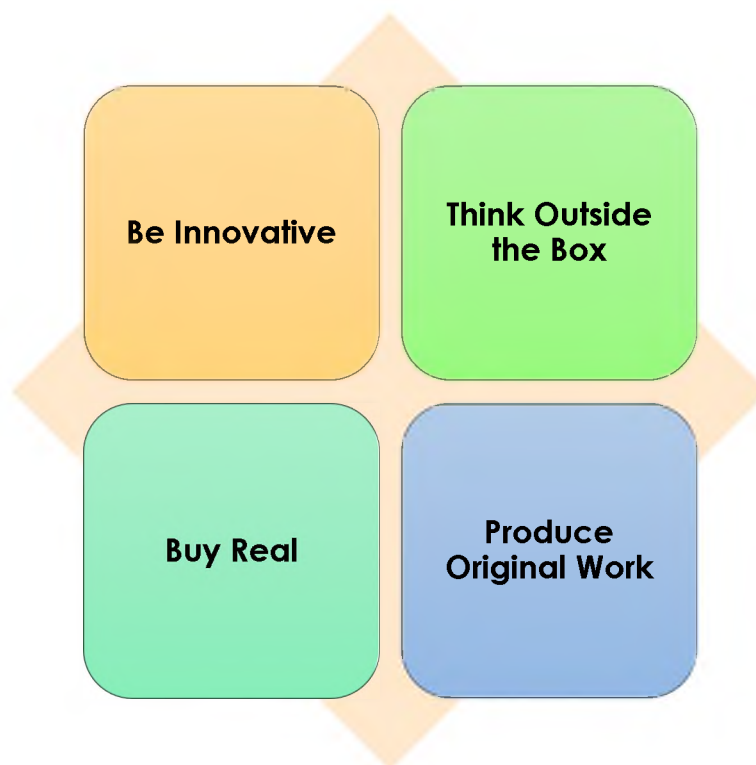 Be Innovative
Think Outside
the Box
Buy Real
Produce
Original Work